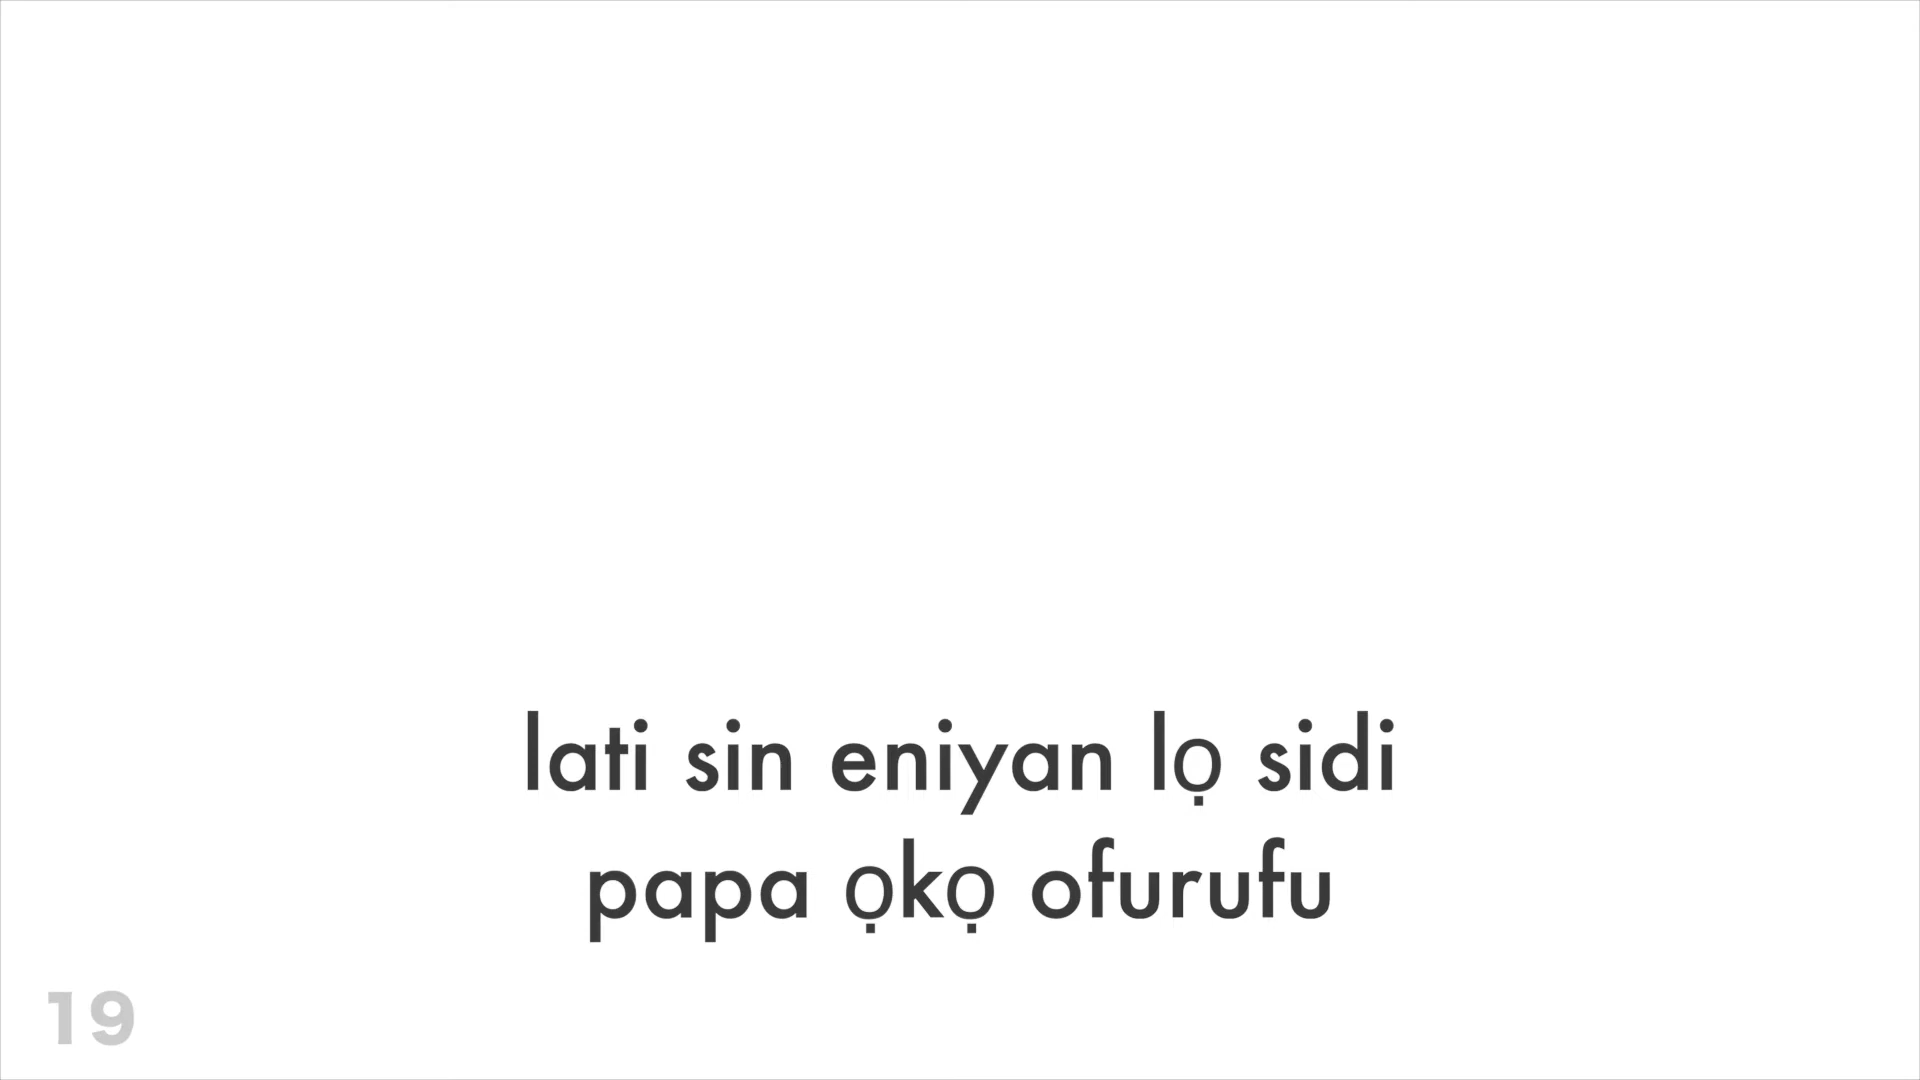 lati sin eniyan lọ sidi
papa ọkọ ofurufu
19